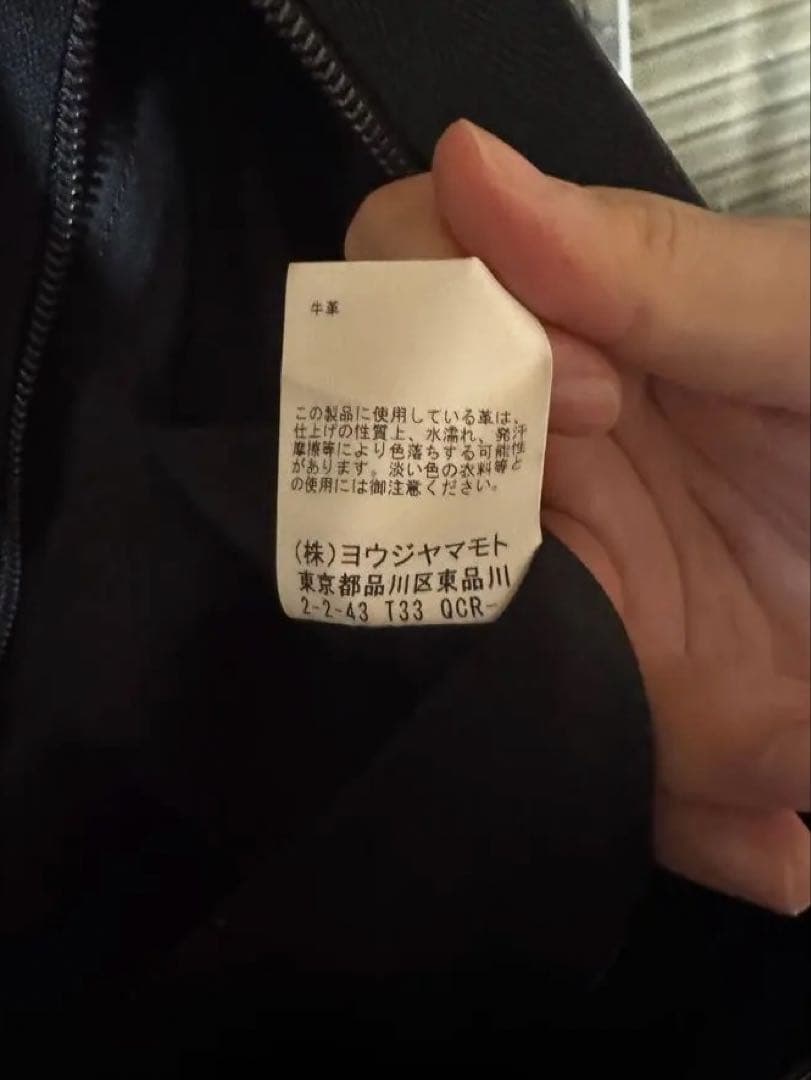 牛革
この製品に使用している革は、
仕上げの性質上、水濡れ、発汗
摩擦等により色落ちする可能性
があります。淡い色の衣料等と
の使用には御注意ください。
(株)ヨウジヤマモト
東京都品川区東品川
2-2-43 T33 QCR-